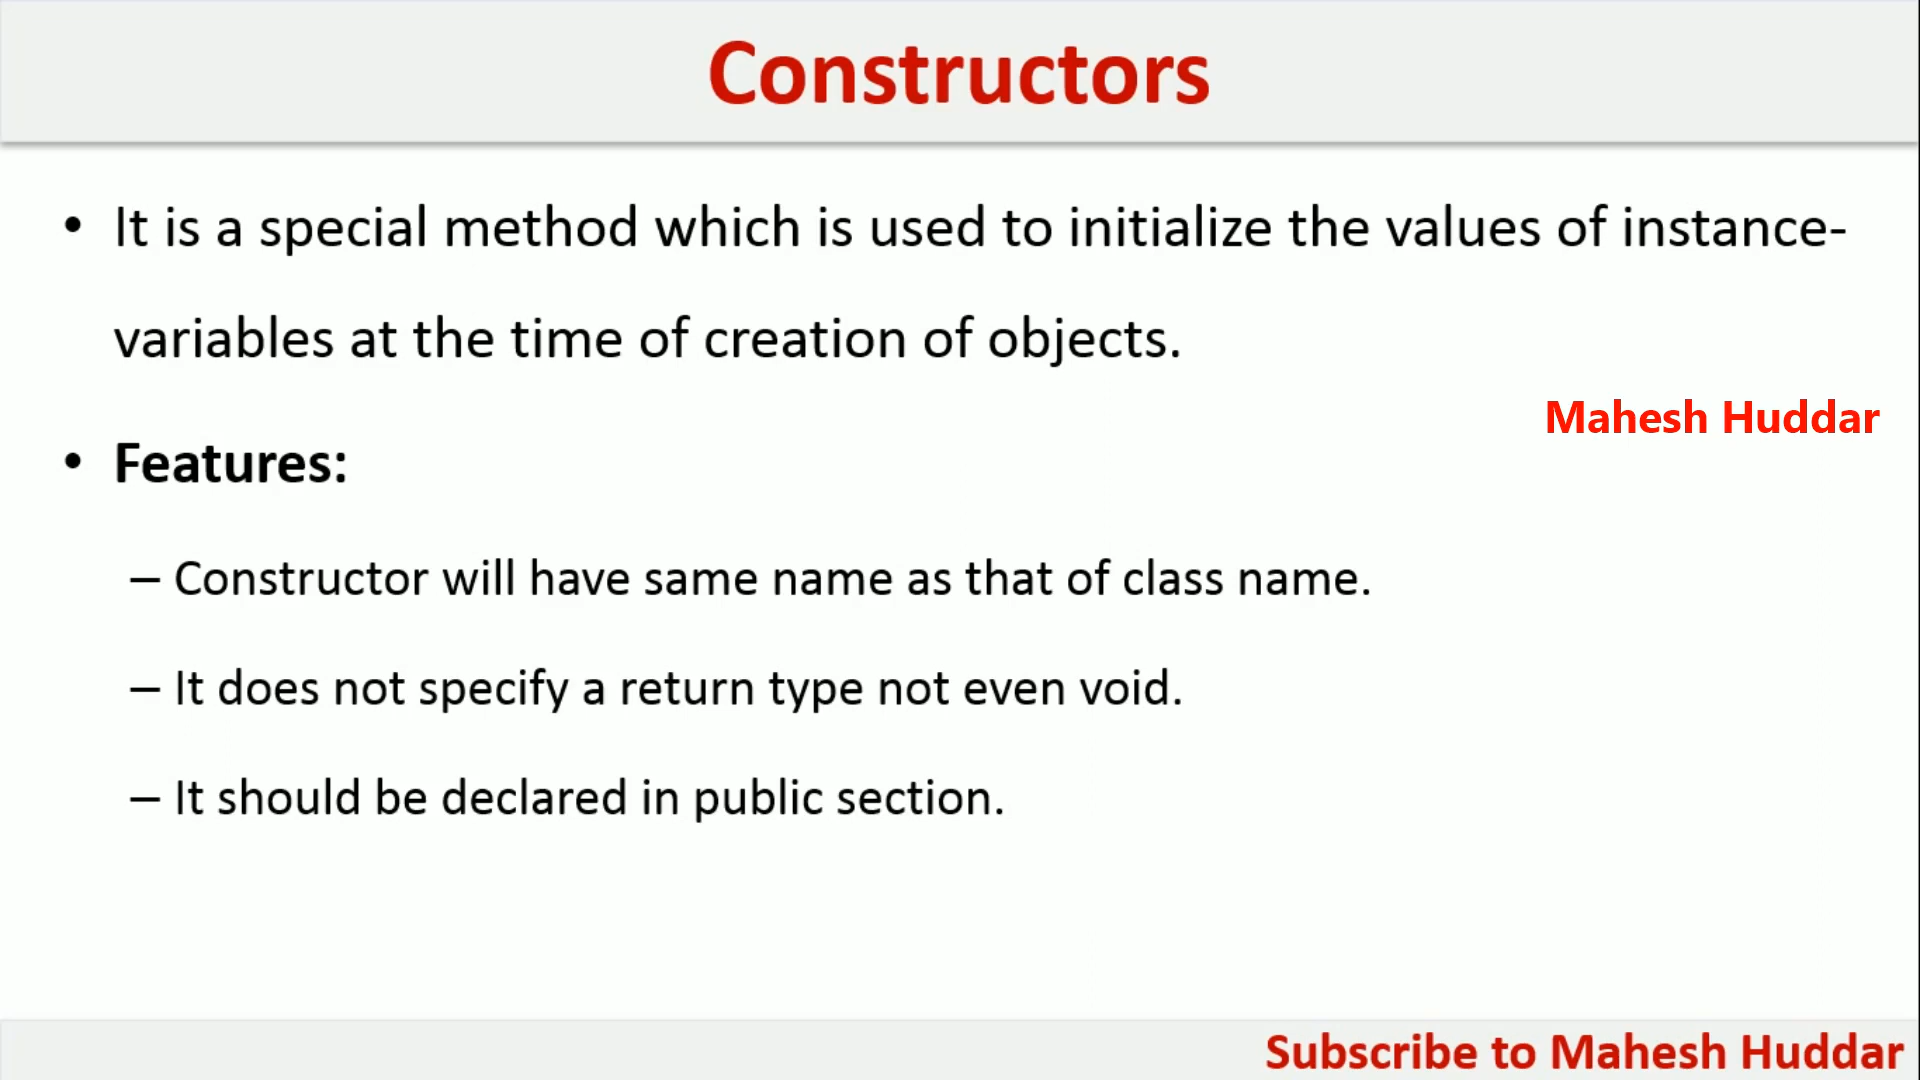 Constructors
• It is a special method which is used to initialize the values of instance-
variables at the time of creation of objects.
Mahesh Huddar
• Features:
– Constructor will have same name as that of class name.
– It does not specify a return type not even void.
– It should be declared in public section.
Subscribe to Mahesh Huddar